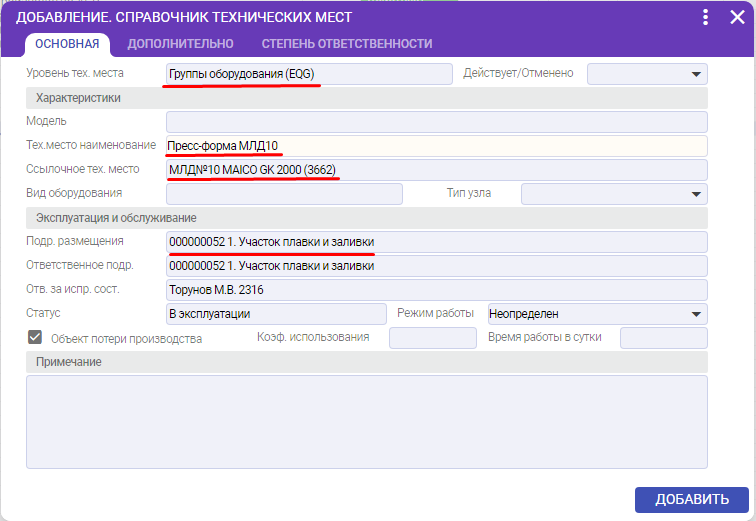 ДОБАВЛЕНИЕ. СПРАВОЧНИК ТЕХНИЧЕСКИХ МЕСТ
ОСНОВНАЯ ДОПОЛНИТЕЛЬНО СТЕПЕНЬ ОТВЕТСТВЕННОСТИ
Уровень тех. места Группы оборудования (EQG) Действует/Отменено
Характеристики
Модель
Тех.место наименование Пресс-форма МЛД10
Ссылочное тех. место МЛД№10 MAICO GK 2000 (3662)
Вид оборудования Тип узла
Эксплуатация и обслуживание
Подр. размещения 000000052 1. Участок плавки и заливки
Ответственное подр. 000000052 1. Участок плавки и заливки
Отв. за испр. сост. Торунов М.В. 2316
Статус В эксплуатации Режим работы Неопределен
Объект потери производства Коэф. использования Время работы в сутки
Примечание
ДОБАВИТЬ